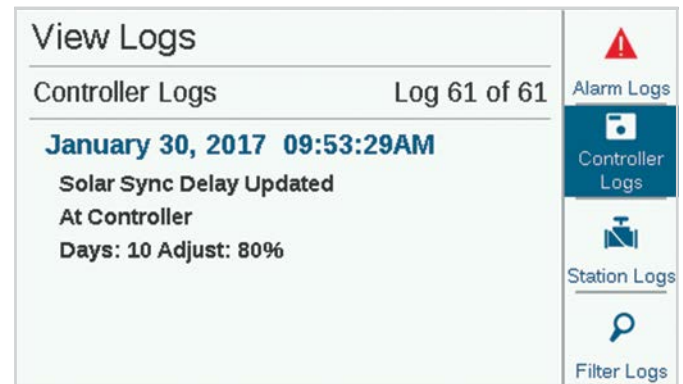 View Logs
Controller Logs Log 61 of 61
January 30, 2017 09:53:29AM
Solar Sync Delay Updated
At Controller
Days: 10 Adjust: 80%
Alarm Logs
Controller
Logs
Station Logs
Filter Logs